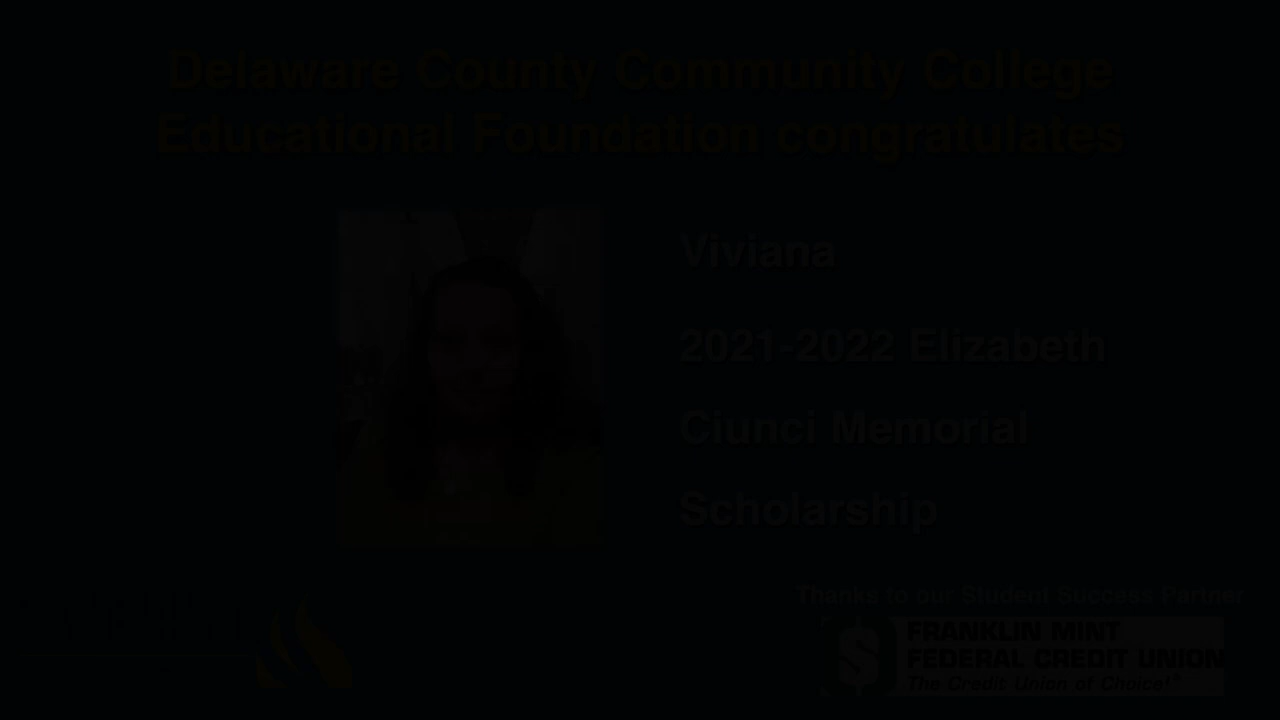 Delaware County Community College
Educational Foundation congratulates
Viviana
2021-2022 Elizabeth
Ciunci Memorial
Scholarship
Thanks to our Student Success Partner
FRANKLIN MINT
FEDERAL CREDIT UNION
The Credit Union of Choice!